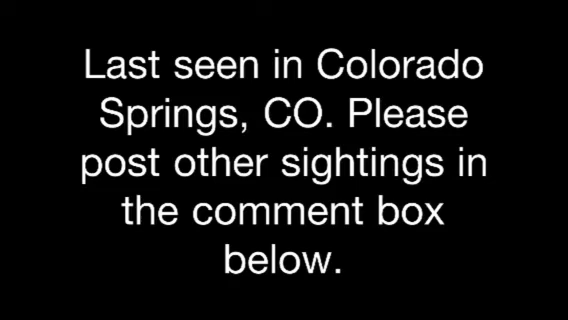 Last seen in Colorado
Springs, CO. Please
post other sightings in
the comment box
below.